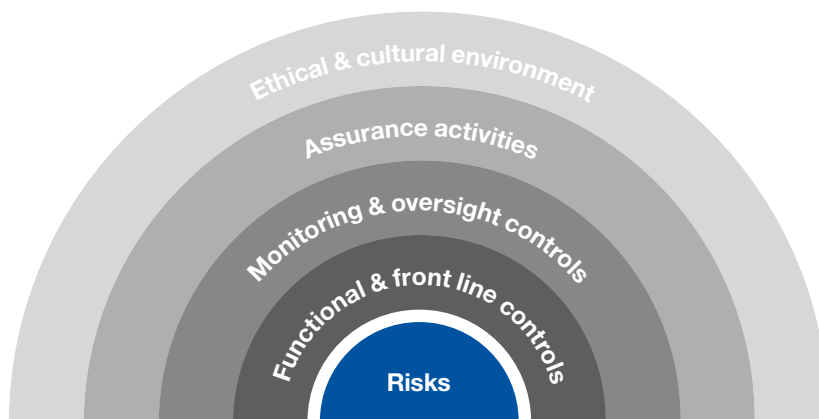 Ethical & cultural environment
Assurance activities
Monitoring & oversight controls
Functional & front line controls
Risks